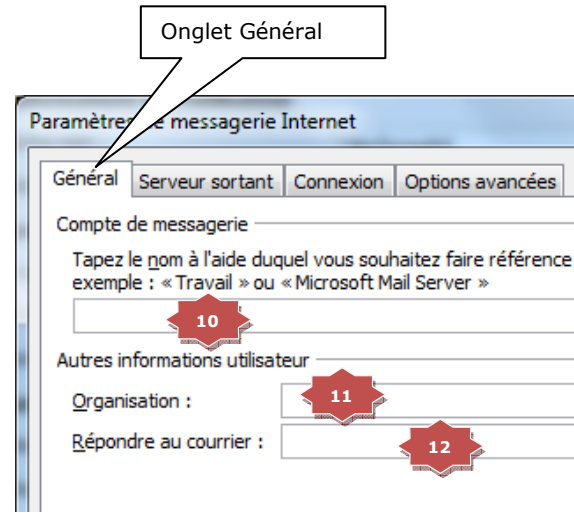 Onglet Général
Paramètres de messagerie Internet
Général Serveur sortant Connexion Options avancées
Compte de messagerie
Tapez le nom à l'aide duquel vous souhaitez faire référence
exemple : « Travail » ou « Microsoft Mail Server »
10
Autres informations utilisateur
Organisation :
11
Répondre au courrier :
12